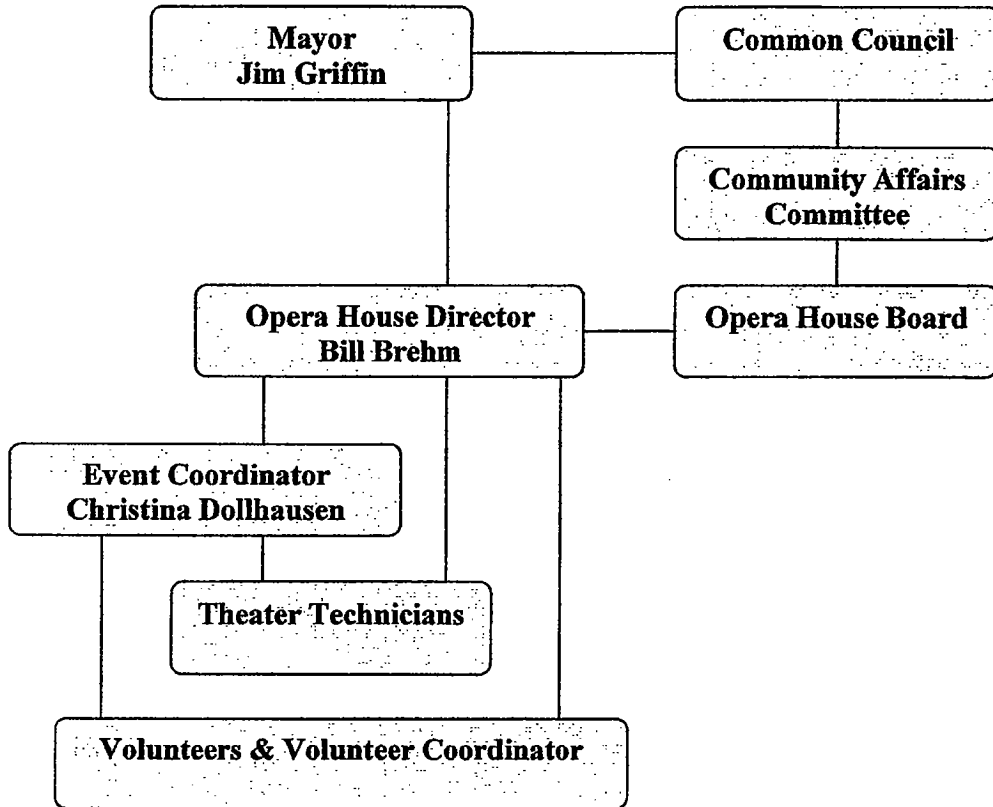 Mayor
Jim Griffin
Common Council
Community Affairs
Committee
Opera House Director
Bill Brehm
Opera House Board
Event Coordinator
Christina Dollhausen
Theater Technicians
Volunteers & Volunteer Coordinator